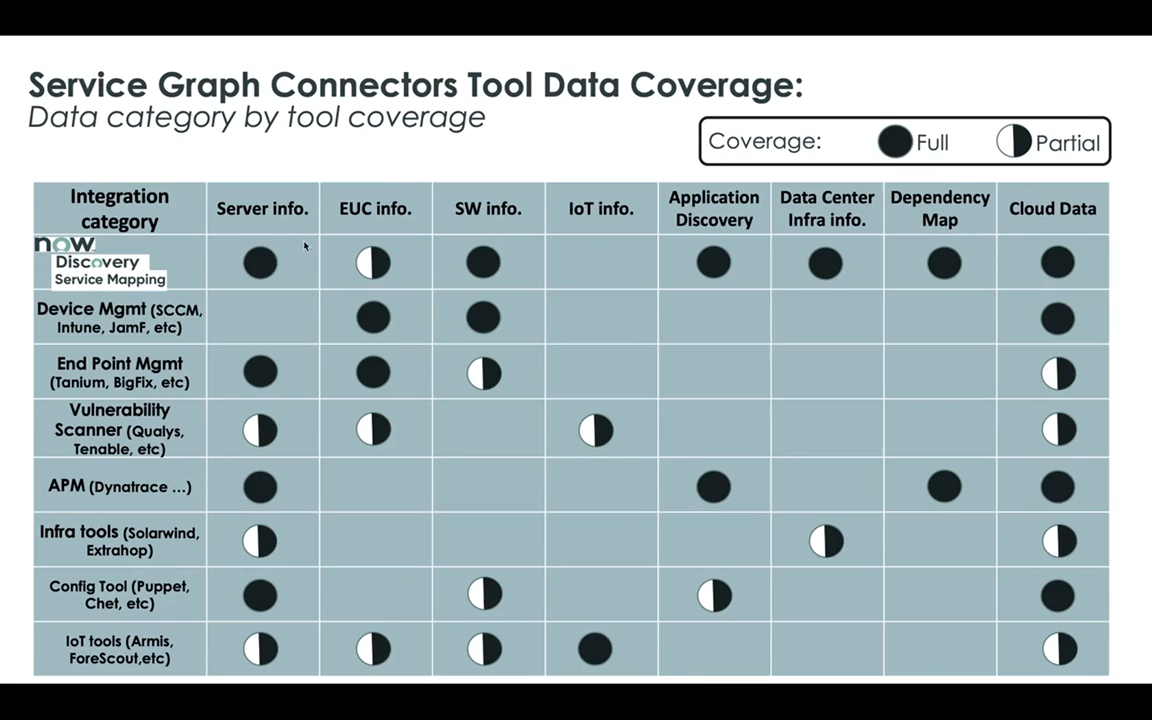 Service Graph Connectors Tool Data Coverage:
Data category by tool coverage
Coverage: Full Partial
Integration
category
Server info.
EUC info.
SW info.
IoT info.
Application
Discovery
Data Center
Infra info.
Dependency
Map
Cloud Data
now
Discovery
Service Mapping
Device Mgmt (SCCM,
Intune, JamF, etc)
End Point Mgmt
(Tanium, BigFix, etc)
Vulnerability
Scanner (Qualys,
Tenable, etc)
APM (Dynatrace ...)
Infra tools (Solarwind,
Extrahop)
Config Tool (Puppet,
Chet, etc)
IoT tools (Armis,
ForeScout,etc)